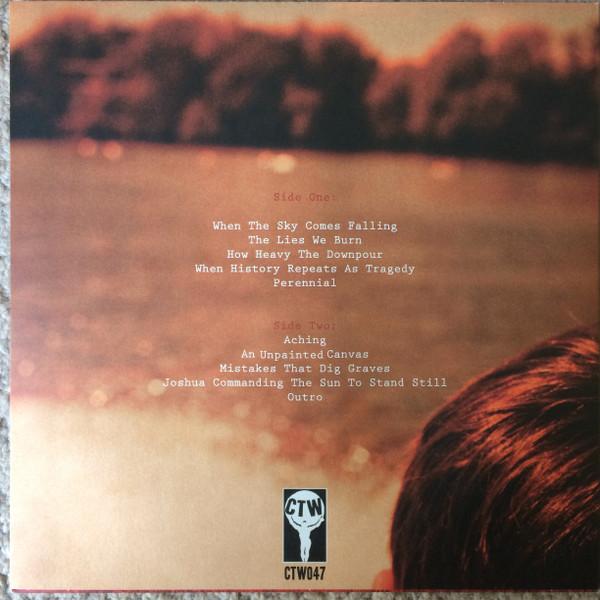 Side One:
When The Sky Comes Falling
The Lies We Burn
How Heavy The Downpour
When History Repeats As Tragedy
Perennial
Side Two:
Aching
An Unpainted Canvas
Mistakes That Dig Graves
Joshua Commanding The Sun To Stand Still
Outro
CTW
CTW047